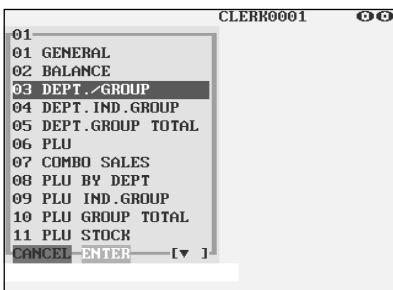 CLERK0001
01
01 GENERAL
02 BALANCE
03 DEPT./GROUP
04 DEPT.IND.GROUP
05 DEPT.GROUP TOTAL
06 PLU
07 COMBO SALES
08 PLU BY DEPT
09 PLU IND.GROUP
10 PLU GROUP TOTAL
11 PLU STOCK
CANCEL ENTER [▼ ]